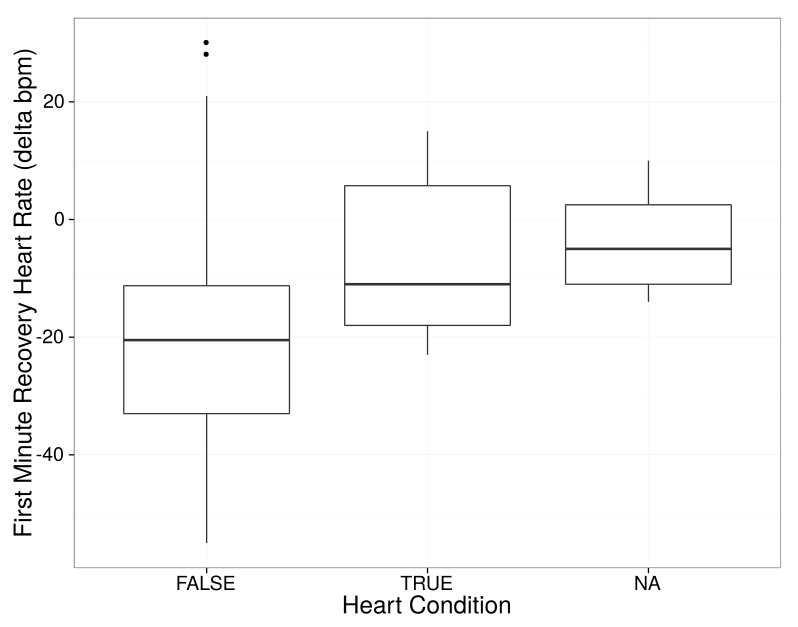 First Minute Recovery Heart Rate (delta bpm)
20
0
-20
-40
FALSE TRUE NA
Heart Condition